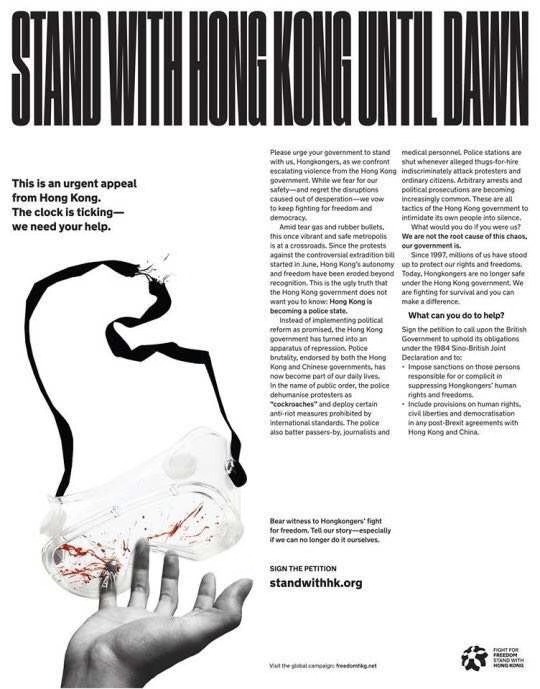 STAND WITH HONG KONG UNTIL DAWN
This is an urgent appeal
from Hong Kong.
The clock is ticking—
we need your help.
Please urge your government to stand
with us, Hongkongers, as we confront
escalating violence from the Hong Kong
government. While we fear for our
safety—and regret the disruptions
caused out of desperation—we vow
to keep fighting for freedom and
democracy.
Amid tear gas and rubber bullets,
this once vibrant and safe metropolis
is at a crossroads. Since the protests
against the controversial extradition bill
started in June, Hong Kong's autonomy
and freedom have been eroded beyond
recognition. This is the ugly truth that
the Hong Kong government does not
want you to know: Hong Kong is
becoming a police state.
Instead of implementing political
reform as promised, the Hong Kong
government has turned into an
apparatus of repression. Police
brutality, endorsed by both the Hong
Kong and Chinese governments, has
now become part of our daily lives.
In the name of public order, the police
dehumanise protesters as
"cockroaches" and deploy certain
anti-riot measures prohibited by
international standards. The police
also batter passers-by, journalists and
medical personnel. Police stations are
shut whenever alleged thugs-for-hire
indiscriminately attack protesters and
ordinary citizens. Arbitrary arrests and
political prosecutions are becoming
increasingly common. These are all
tactics of the Hong Kong government to
intimidate its own people into silence.
What would you do if you were us?
We are not the root cause of this chaos,
our government is.
Since 1997, millions of us have stood
up to protect our rights and freedoms.
Today, Hongkongers are no longer safe
under the Hong Kong government. We
are fighting for survival and you can
make a difference.
What can you do to help?
Sign the petition to call upon the British
Government to uphold its obligations
under the 1984 Sino-British Joint
Declaration and to:
• Impose sanctions on those persons
responsible for or complicit in
suppressing Hongkongers' human
rights and freedoms.
• Include provisions on human rights,
civil liberties and democratisation
in any post-Brexit agreements with
Hong Kong and China.
Bear witness to Hongkongers' fight
for freedom. Tell our story—especially
if we can no longer do it ourselves.
SIGN THE PETITION
standwithhk.org
Visit the global campaign: freedomhkg.net
FIGHT FOR
FREEDOM
STAND WITH
HONG KONG